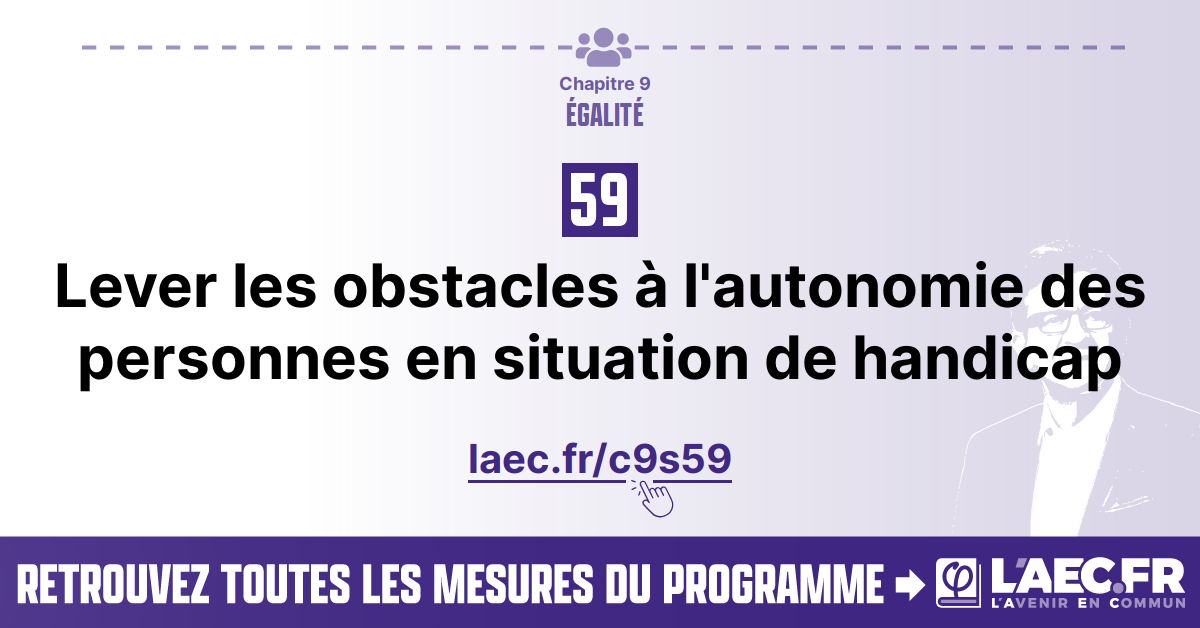 Chapitre 9
ÉGALITÉ
59
Lever les obstacles à l'autonomie des
personnes en situation de handicap
laec.fr/c9s59
RETROUVEZ TOUTES LES MESURES DU PROGRAMME
φ L'AEC.FR
L'AVENIR EN COMMUN